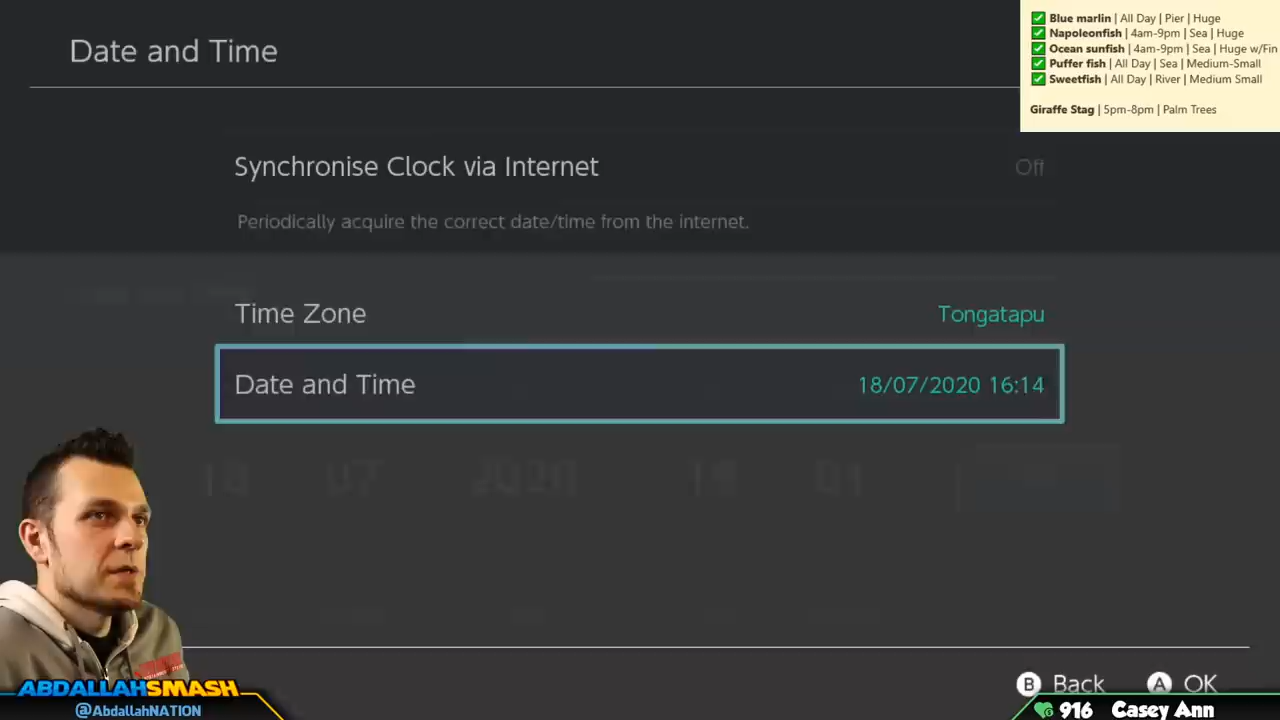 Date and Time
Blue marlin | All Day | Pier | Huge
Napoleonfish | 4am-9pm | Sea | Huge
Ocean sunfish | 4am-9pm | Sea | Huge w/Fin
Puffer fish | All Day | Sea | Medium-Small
Sweetfish | All Day | River | Medium Small
Giraffe Stag | 5pm-8pm | Palm Trees
Synchronise Clock via Internet Off
Periodically acquire the correct date/time from the internet.
Time Zone Tongatapu
Date and Time 18/07/2020 16:14
18 07 2020
B Back A OK
ABDALLAHSMASH
@AbdallahNATION
916 Casey Ann